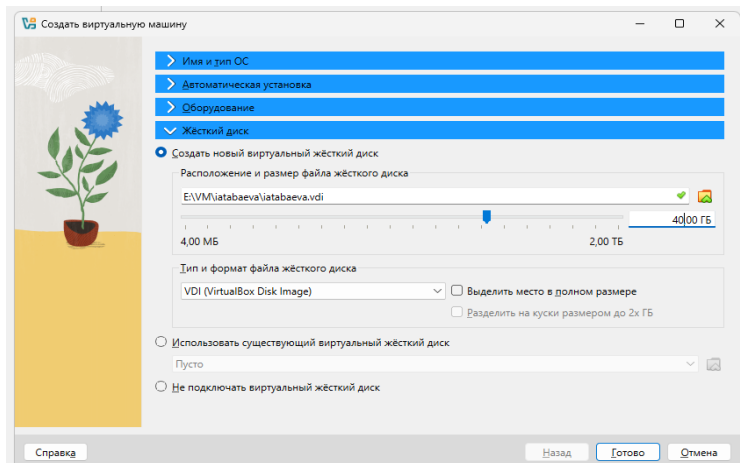 Создать виртуальную машину
Имя и тип ОС
Автоматическая установка
Оборудование
Жёсткий диск
Создать новый виртуальный жёсткий диск
Расположение и размер файла жёсткого диска
E:\VM\iatabaeva\iatabaeva.vdi
40,00 ГБ
4,00 МБ 2,00 ТБ
Тип и формат файла жёсткого диска
VDI (VirtualBox Disk Image) Выделить место в полном размере
Разделить на куски размером до 2х ГБ
Использовать существующий виртуальный жёсткий диск
Пусто
Не подключать виртуальный жёсткий диск
Справка Назад Готово Отмена